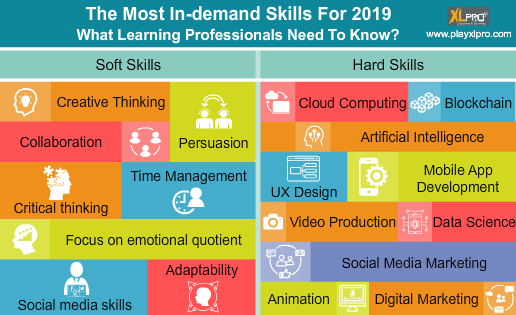 The Most In-demand Skills For 2019
What Learning Professionals Need To Know?
XLPRO
www.playxlpro.com
Soft Skills
Creative Thinking
Collaboration
Persuasion
Critical thinking
Time Management
Focus on emotional quotient
Social media skills
Adaptability
Hard Skills
Cloud Computing
Blockchain
Artificial Intelligence
UX Design
Mobile App
Development
Video Production
Data Science
Social Media Marketing
Animation
Digital Marketing